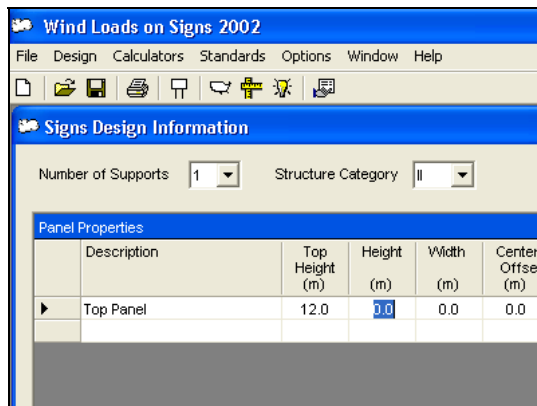 Wind Loads on Signs 2002
File Design Calculators Standards Options Window Help
Signs Design Information
Number of Supports 1 Structure Category II
Panel Properties
Description Top Height (m) Height (m) Width (m) Center Offse (m)
Top Panel 12.0 0.0 0.0 0.0